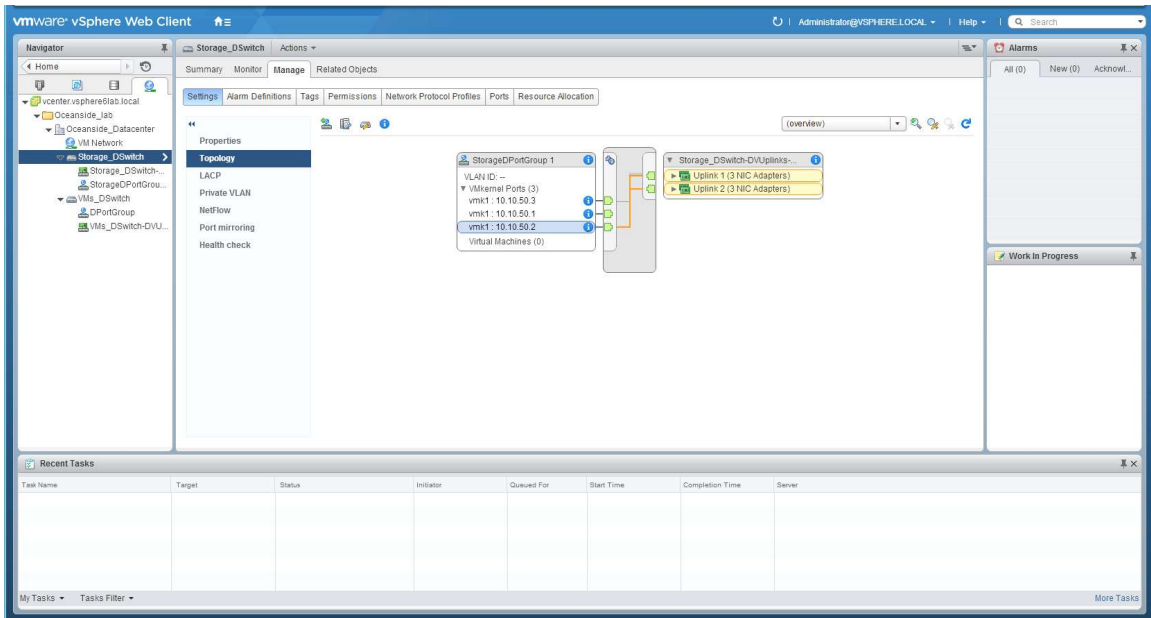 vmware® vSphere Web Client
Administrator@VSPHERE.LOCAL
Help
Search
Navigator
Home
vcenter.vsphere6lab.local
Oceanside_lab
Oceanside_Datacenter
VM Network
Storage_DSwitch
Storage_DSwitch-...
StorageDPortGrou...
VMs_DSwitch
DPortGroup
VMs_DSwitch-DVU...
Storage_DSwitch Actions
Summary Monitor Manage Related Objects
Settings Alarm Definitions Tags Permissions Network Protocol Profiles Ports Resource Allocation
Properties
Topology
LACP
Private VLAN
NetFlow
Port mirroring
Health check
(overview)
StorageDPortGroup 1
VLAN ID: --
VMkernel Ports (3)
vmk1 : 10.10.50.3
vmk1 : 10.10.50.1
vmk1 : 10.10.50.2
Virtual Machines (0)
Storage_DSwitch-DVUplinks-...
Uplink 1 (3 NIC Adapters)
Uplink 2 (3 NIC Adapters)
Alarms
All (0) New (0) Acknowl...
Work In Progress
Recent Tasks
Task Name Target Status Initiator Queued For Start Time Completion Time Server
My Tasks Tasks Filter
More Tasks